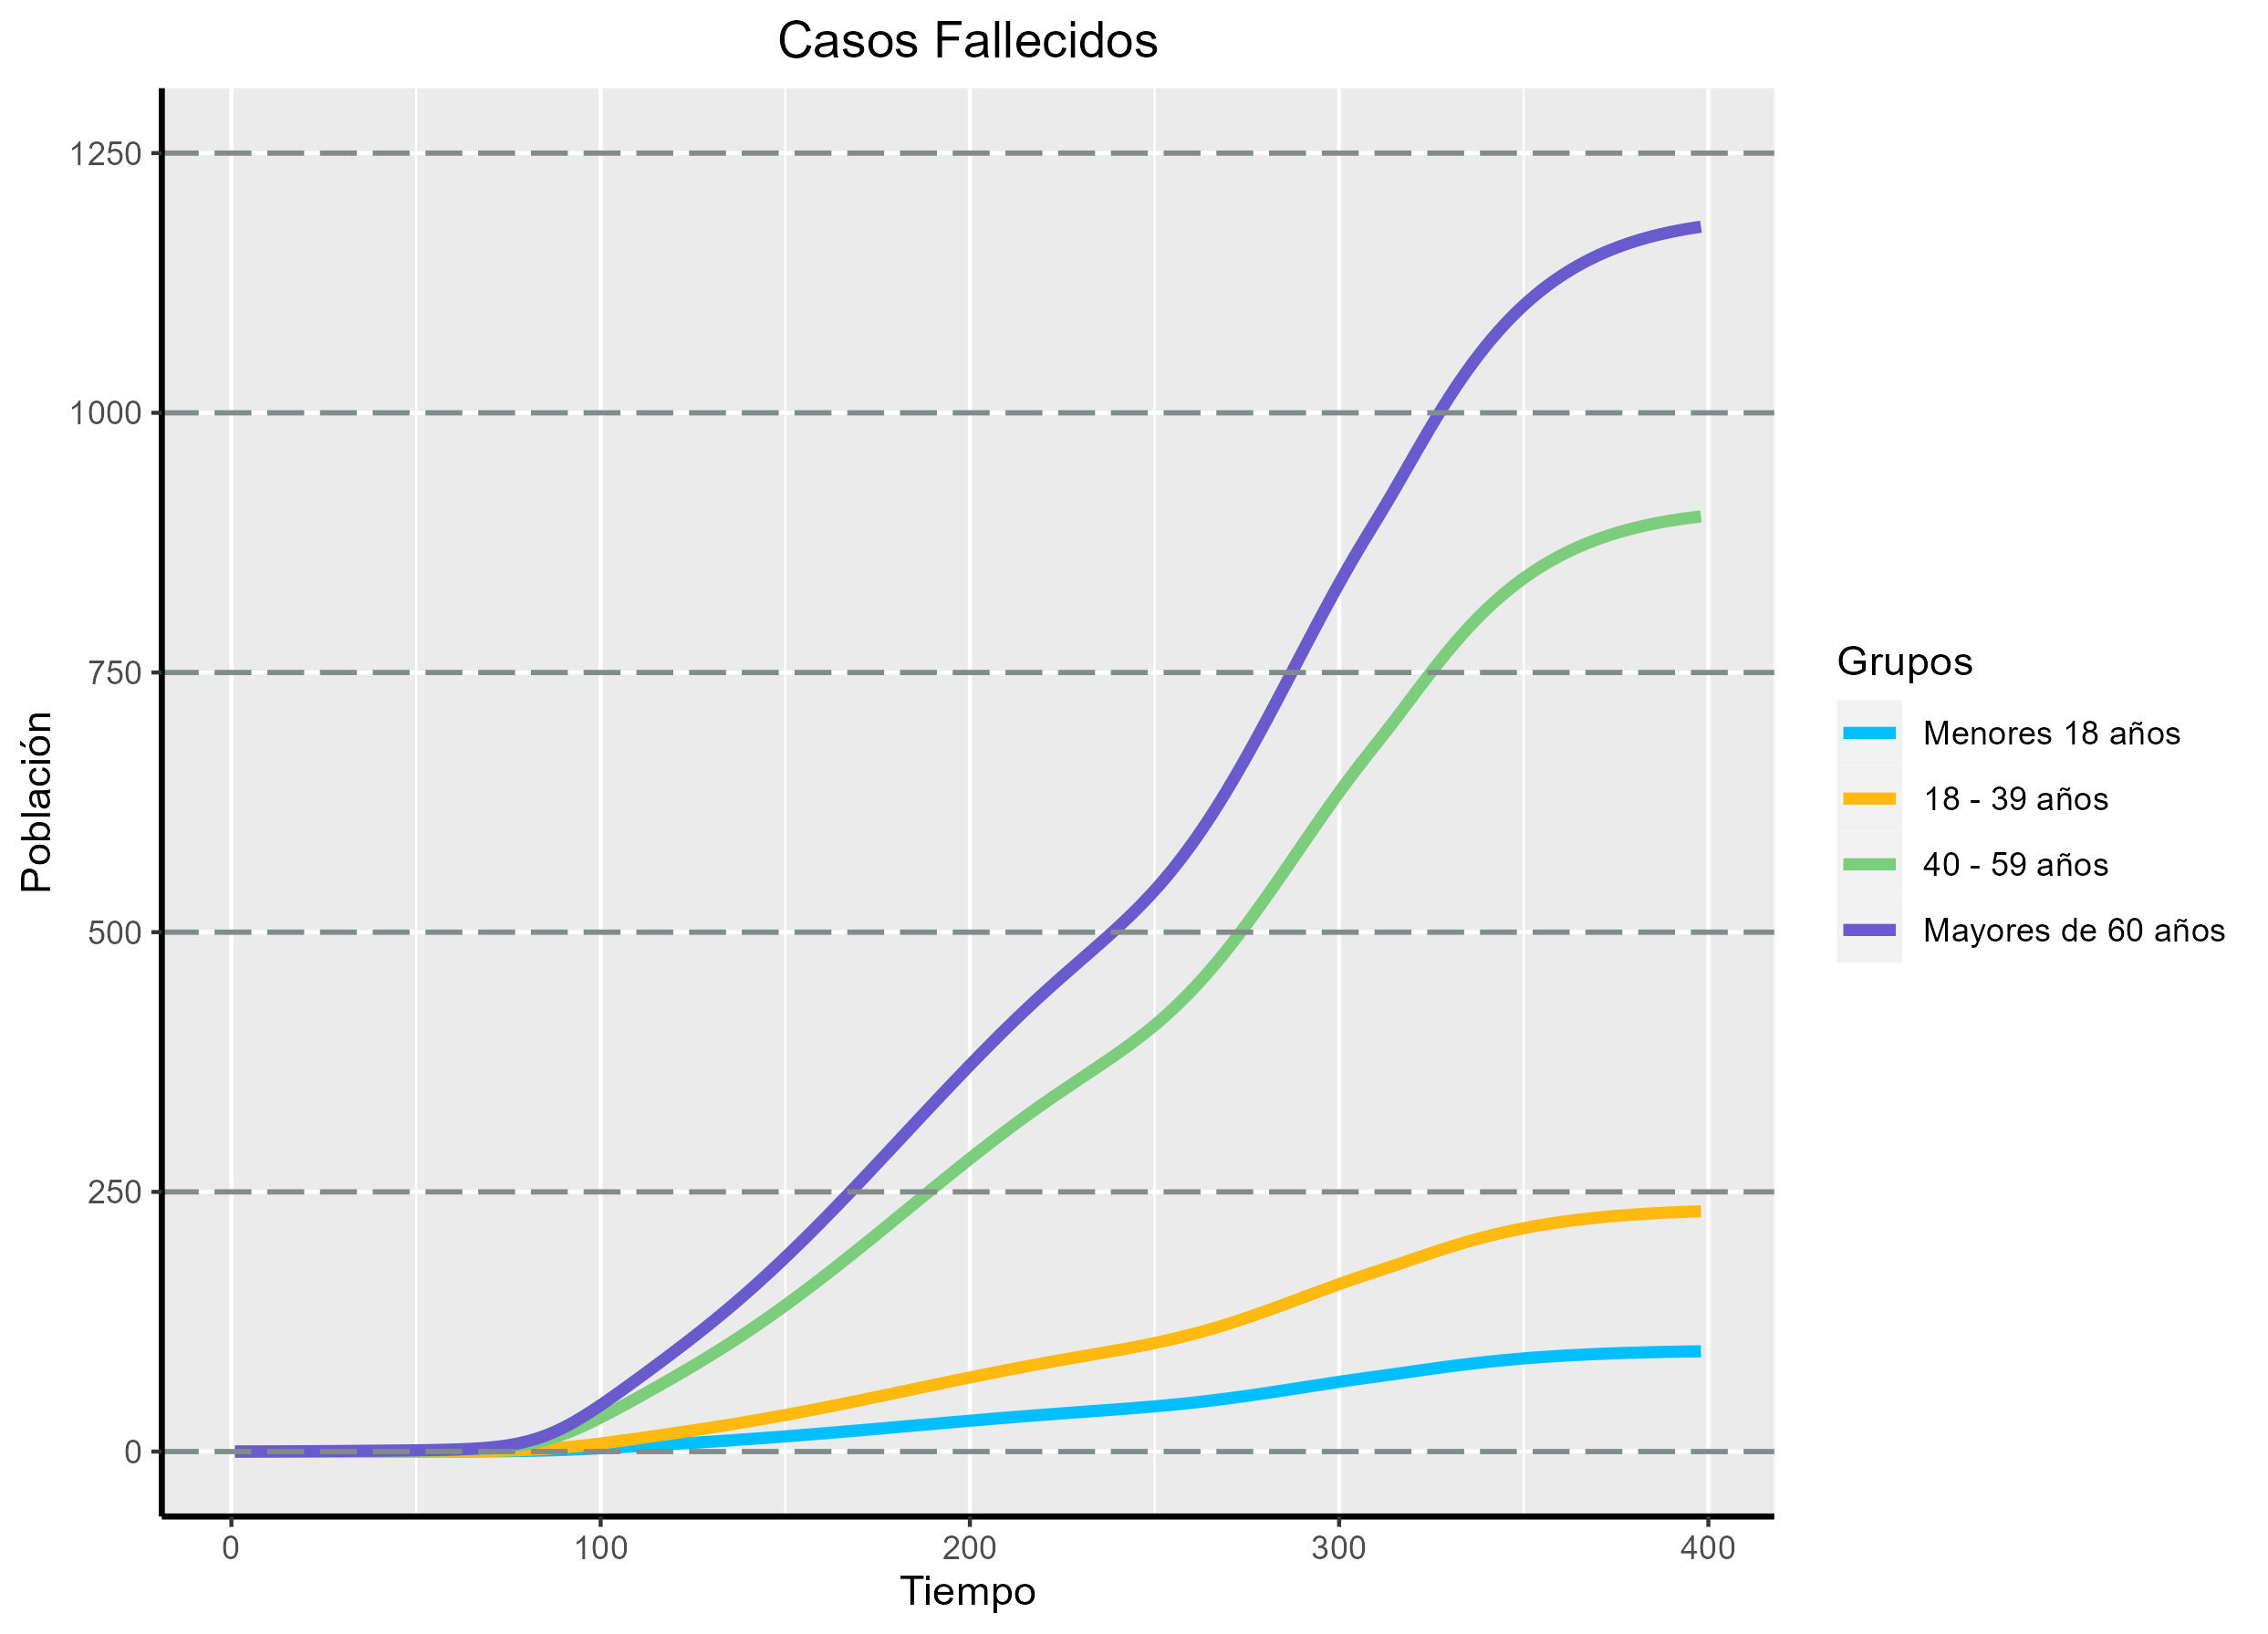 Casos Fallecidos
1250
1000
750
500
250
0
Población
0 100 200 300 400
Tiempo
Grupos
Menores 18 años
18 - 39 años
40 - 59 años
Mayores de 60 años